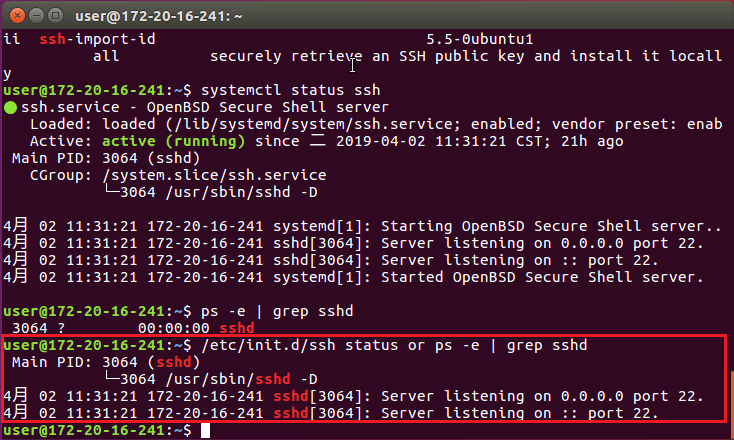 user@172-20-16-241: ~
ii  ssh-import-id                                 5.5-0ubuntu1
           all           securely retrieve an SSH public key and install it locall
y
user@172-20-16-241:~$ systemctl status ssh
● ssh.service - OpenBSD Secure Shell server
   Loaded: loaded (/lib/systemd/system/ssh.service; enabled; vendor preset: enab
   Active: active (running) since 二 2019-04-02 11:31:21 CST; 21h ago
 Main PID: 3064 (sshd)
   CGroup: /system.slice/ssh.service
           └─3064 /usr/sbin/sshd -D
4月 02 11:31:21 172-20-16-241 systemd[1]: Starting OpenBSD Secure Shell server..
4月 02 11:31:21 172-20-16-241 sshd[3064]: Server listening on 0.0.0.0 port 22.
4月 02 11:31:21 172-20-16-241 sshd[3064]: Server listening on :: port 22.
4月 02 11:31:21 172-20-16-241 systemd[1]: Started OpenBSD Secure Shell server.
user@172-20-16-241:~$ ps -e | grep sshd
 3064 ?        00:00:00 sshd
user@172-20-16-241:~$ /etc/init.d/ssh status or ps -e | grep sshd
 Main PID: 3064 (sshd)
           └─3064 /usr/sbin/sshd -D
4月 02 11:31:21 172-20-16-241 sshd[3064]: Server listening on 0.0.0.0 port 22.
4月 02 11:31:21 172-20-16-241 sshd[3064]: Server listening on :: port 22.
user@172-20-16-241:~$